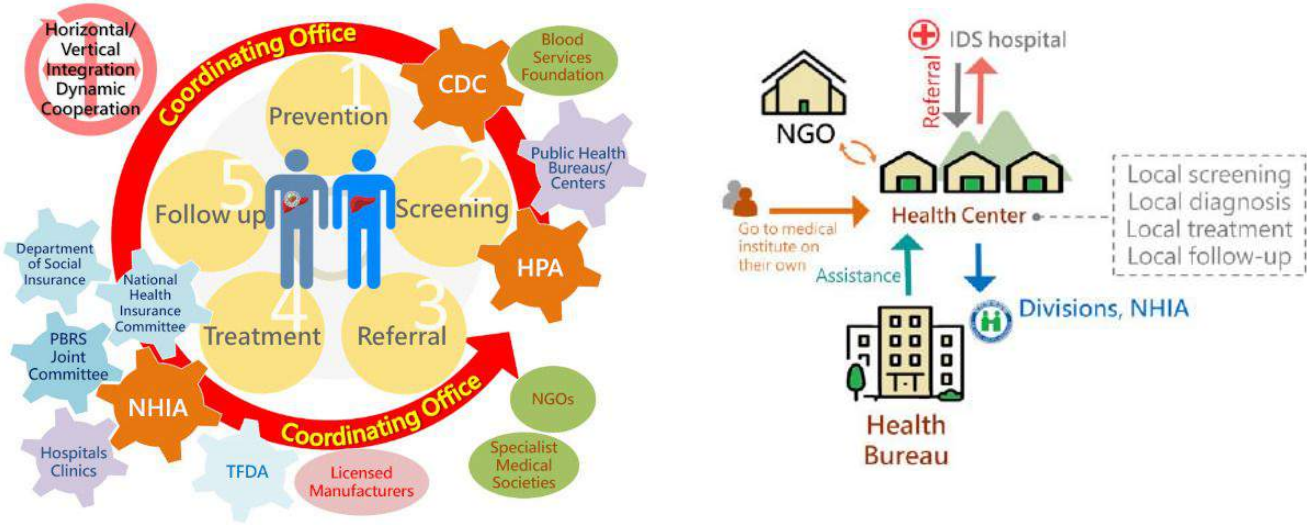 Horizontal/
Vertical
Integration
Dynamic
Cooperation
Coordinating Office
CDC
Blood
Services
Foundation
Public Health
Bureaus/
Centers
HPA
1
Prevention
2
Screening
3
Referral
4
Treatment
5
Follow up
Department
of Social
Insurance
National
Health
Insurance
Committee
PBRS
Joint
Committee
NHIA
Hospitals
Clinics
TFDA
Licensed
Manufacturers
Coordinating Office
NGOs
Specialist
Medical
Societies
IDS hospital
Referral
NGO
Go to medical
institute on
their own
Health Center
Local screening
Local diagnosis
Local treatment
Local follow-up
Assistance
Divisions, NHIA
Health
Bureau